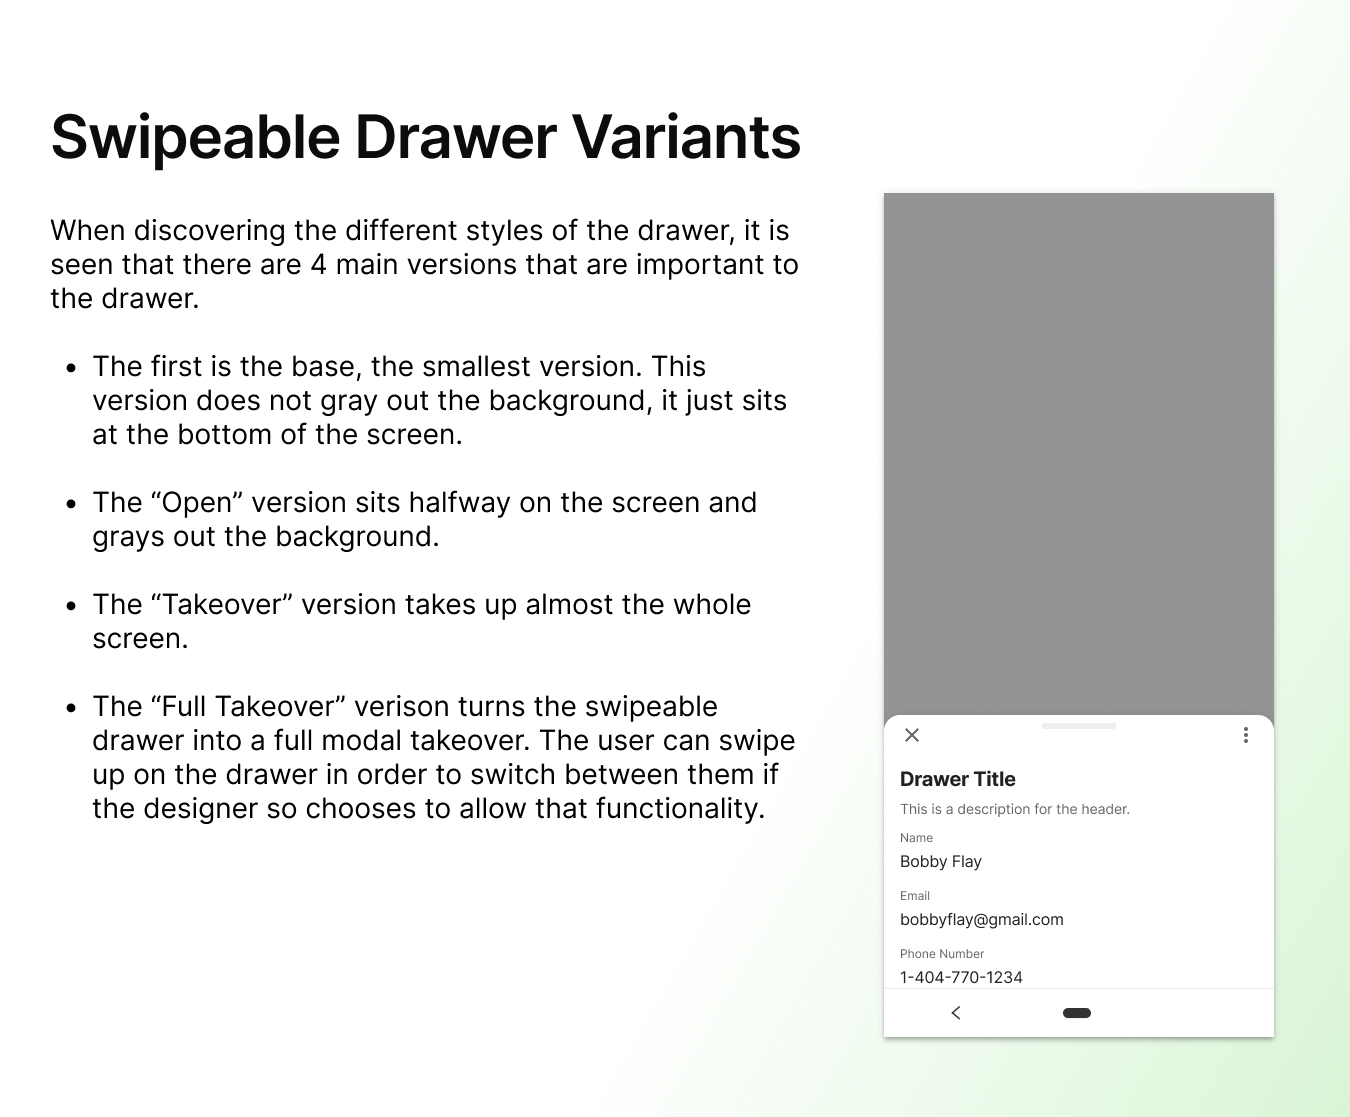 Swipeable Drawer Variants
When discovering the different styles of the drawer, it is
seen that there are 4 main versions that are important to
the drawer.
• The first is the base, the smallest version. This
version does not gray out the background, it just sits
at the bottom of the screen.
• The “Open” version sits halfway on the screen and
grays out the background.
• The “Takeover” version takes up almost the whole
screen.
• The “Full Takeover” verison turns the swipeable
drawer into a full modal takeover. The user can swipe
up on the drawer in order to switch between them if
the designer so chooses to allow that functionality.
Drawer Title
This is a description for the header.
Name
Bobby Flay
Email
bobbyflay@gmail.com
Phone Number
1-404-770-1234